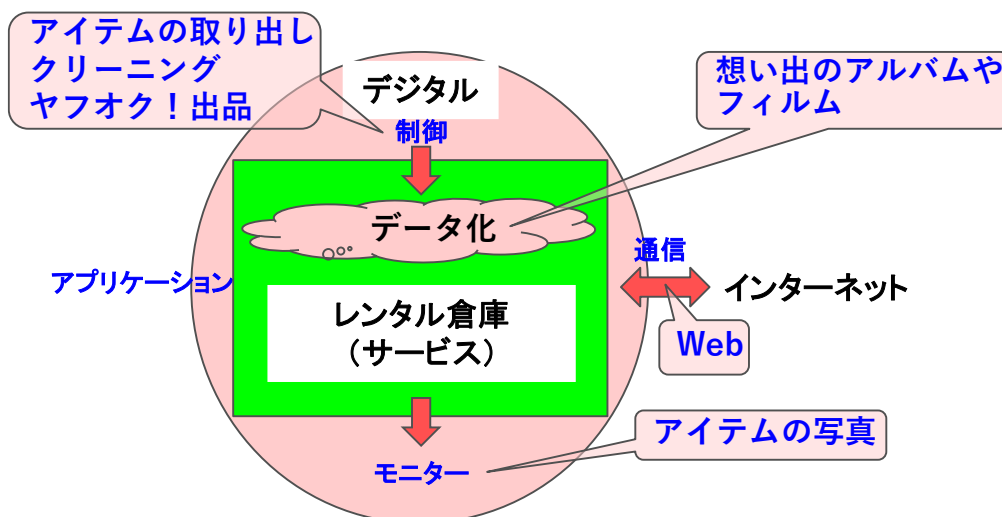 アイテムの取り出し
クリーニング
ヤフオク！出品
デジタル
制御
想い出のアルバムや
フィルム
データ化
通信
アプリケーション
インターネット
レンタル倉庫
（サービス）
Web
アイテムの写真
モニター